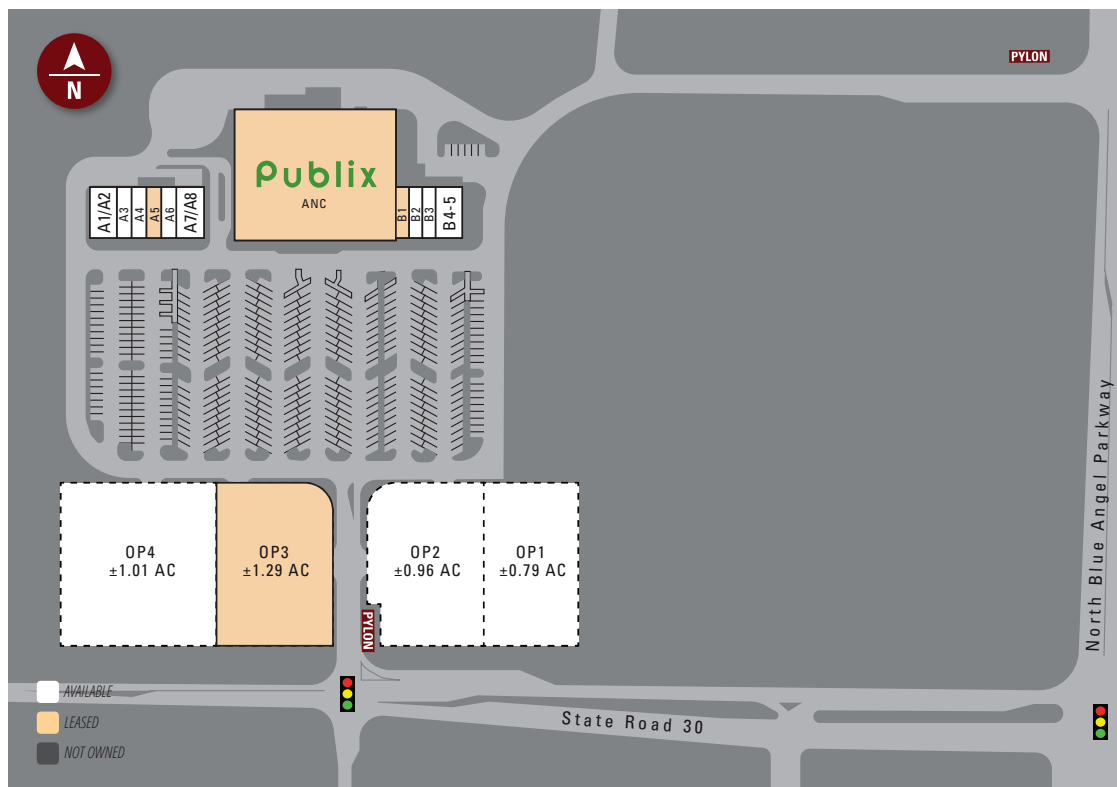 N
PYLON
Publix
ANC
A1/A2
A3
A4
A5
A6
A7/A8
B1
B2
B3
B4-5
OP4
±1.01 AC
OP3
±1.29 AC
OP2
±0.96 AC
OP1
±0.79 AC
PYLON
North Blue Angel Parkway
State Road 30
AVAILABLE
LEASED
NOT OWNED